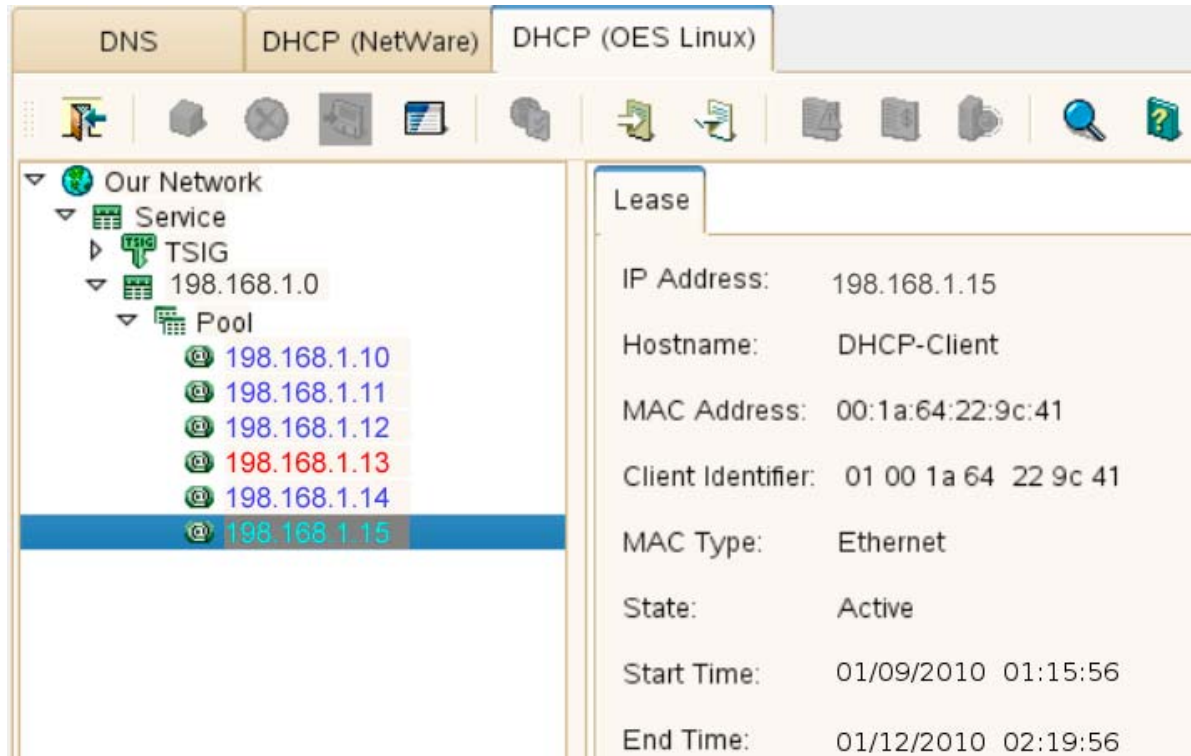 DNS
DHCP (NetWare)
DHCP (OES Linux)
Our Network
Service
TSIG
TSIG
198.168.1.0
Pool
198.168.1.10
198.168.1.11
198.168.1.12
198.168.1.13
198.168.1.14
198.168.1.15
Lease
IP Address: 198.168.1.15
Hostname: DHCP-Client
MAC Address: 00:1a:64:22:9c:41
Client Identifier: 01 00 1a 64 22 9c 41
MAC Type: Ethernet
State: Active
Start Time: 01/09/2010 01:15:56
End Time: 01/12/2010 02:19:56